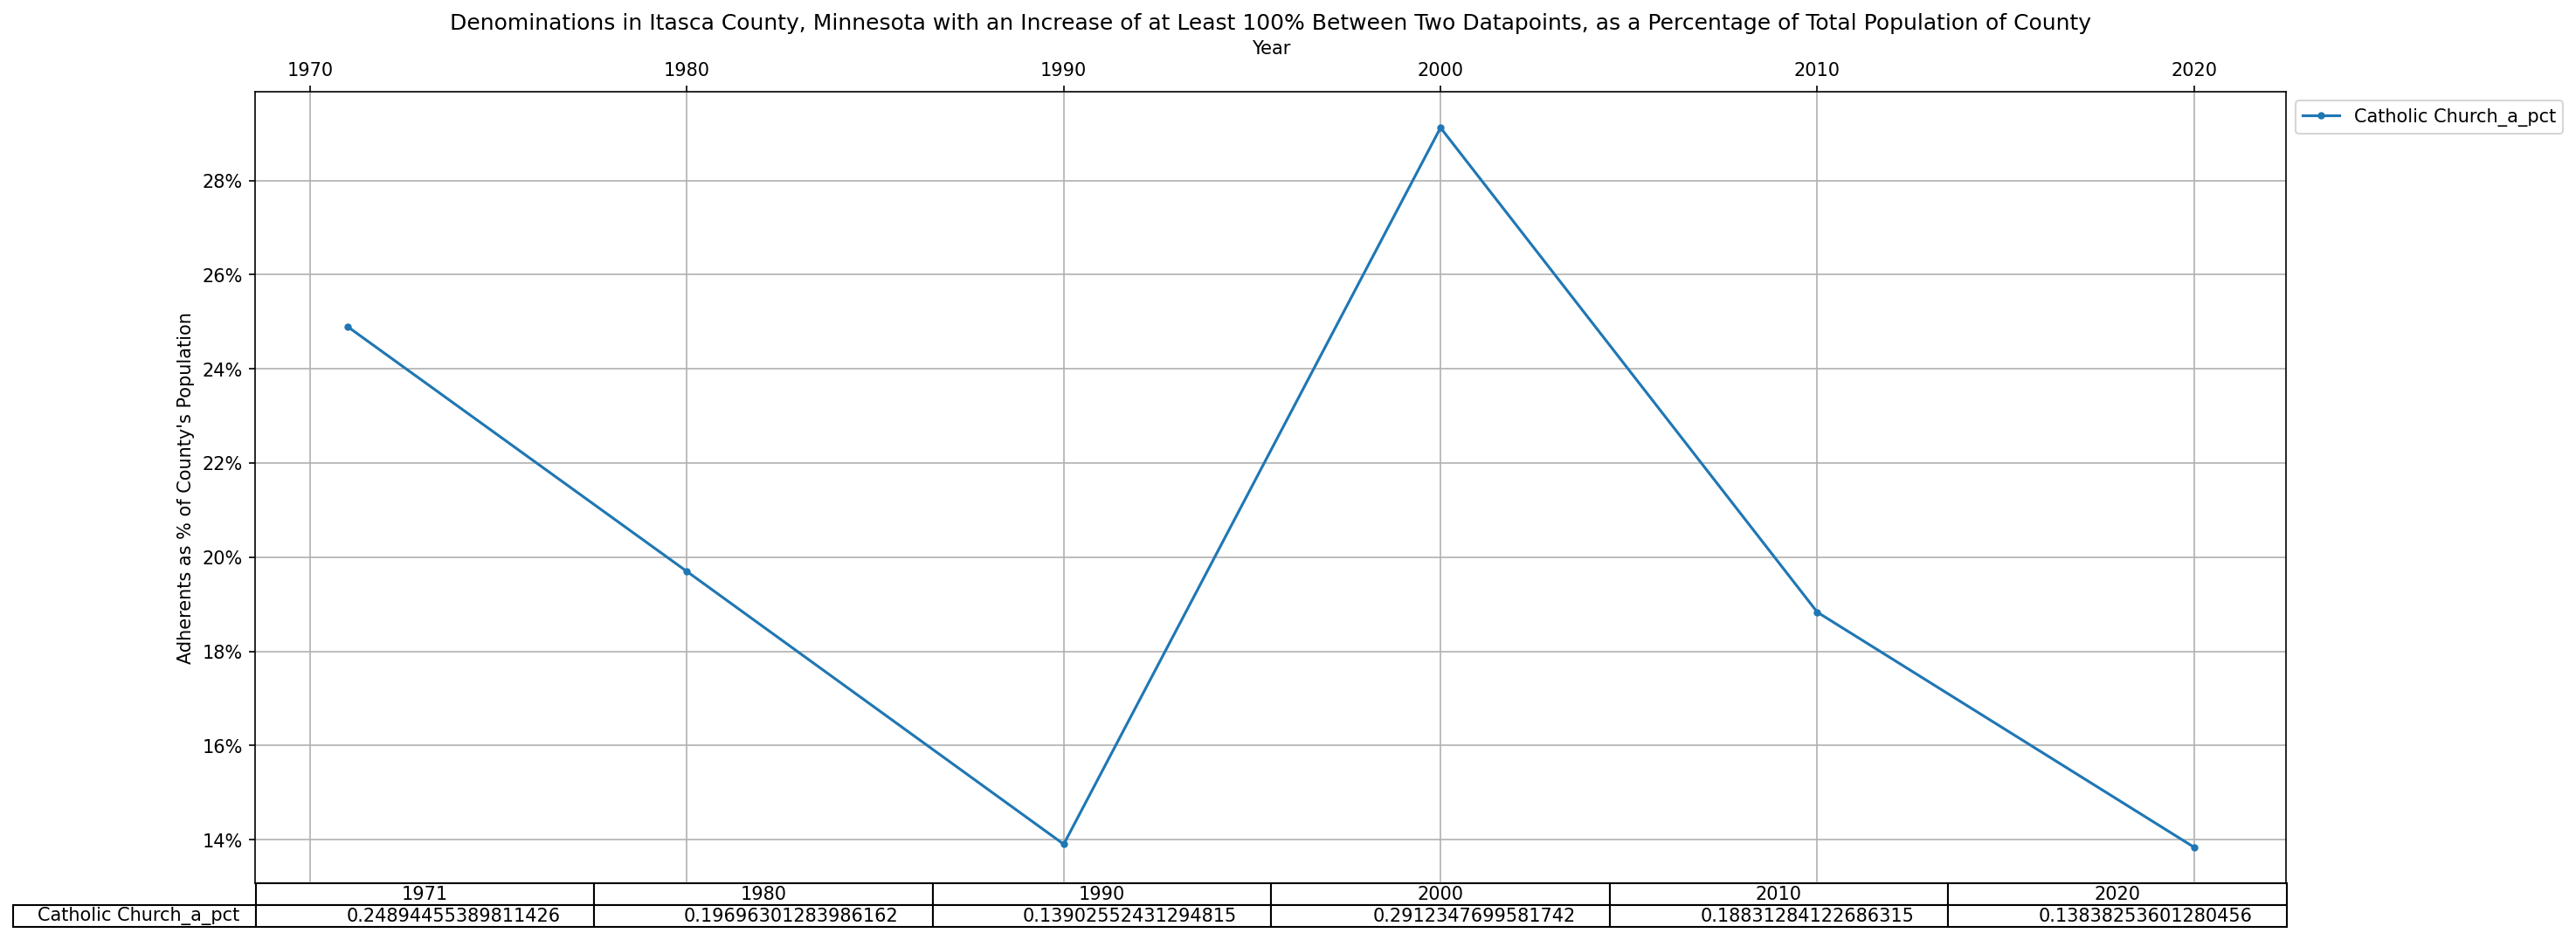 Denominations in Itasca County, Minnesota with an Increase of at Least 100% Between Two Datapoints, as a Percentage of Total Population of County
Year
1970 1980 1990 2000 2010 2020
Catholic Church_a_pct
28%
26%
24%
22%
20%
18%
16%
14%
Adherents as % of County's Population
1971 1980 1990 2000 2010 2020
Catholic Church_a_pct 0.24894455389811426 0.19696301283986162 0.13902552431294815 0.2912347699581742 0.18831284122686315 0.13838253601280456